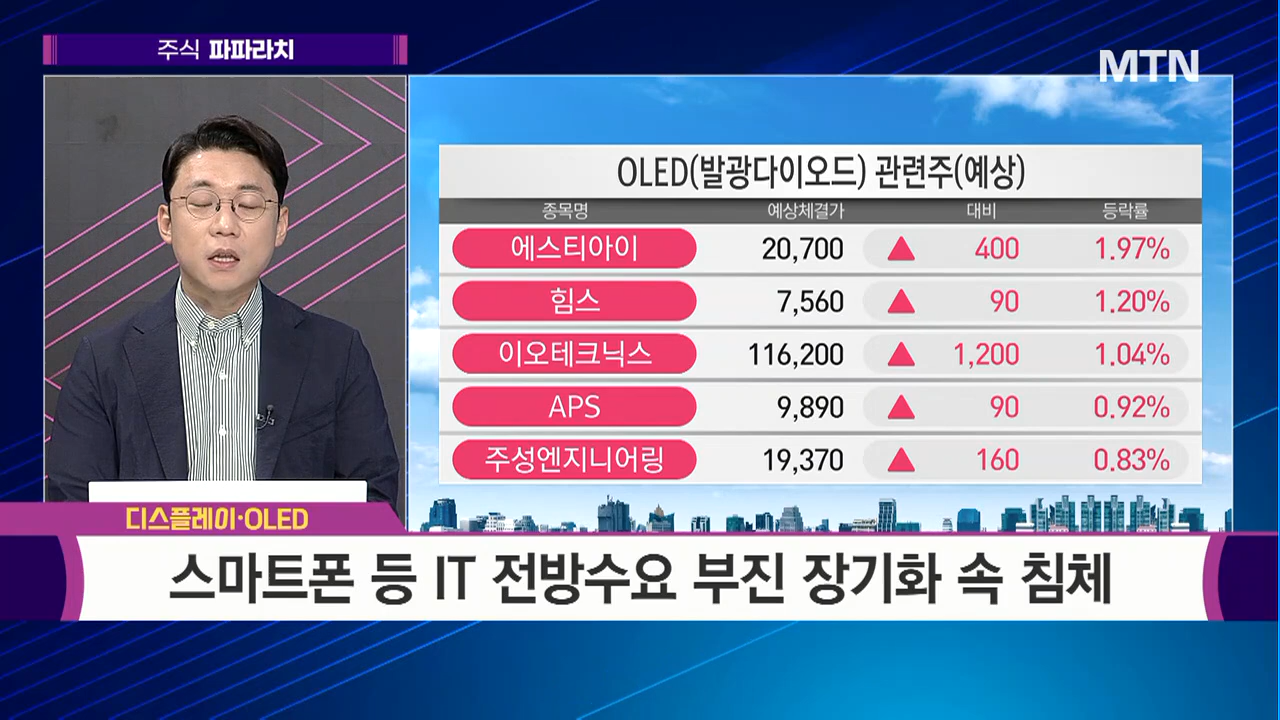 주식 파파라치
MTN
OLED(발광다이오드) 관련주(예상)
종목명 예상체결가 대비 등락률
에스티아이 20,700 ▲ 400 1.97%
힘스 7,560 ▲ 90 1.20%
이오테크닉스 116,200 ▲ 1,200 1.04%
APS 9,890 ▲ 90 0.92%
주성엔지니어링 19,370 ▲ 160 0.83%
디스플레이·OLED
스마트폰 등 IT 전방수요 부진 장기화 속 침체